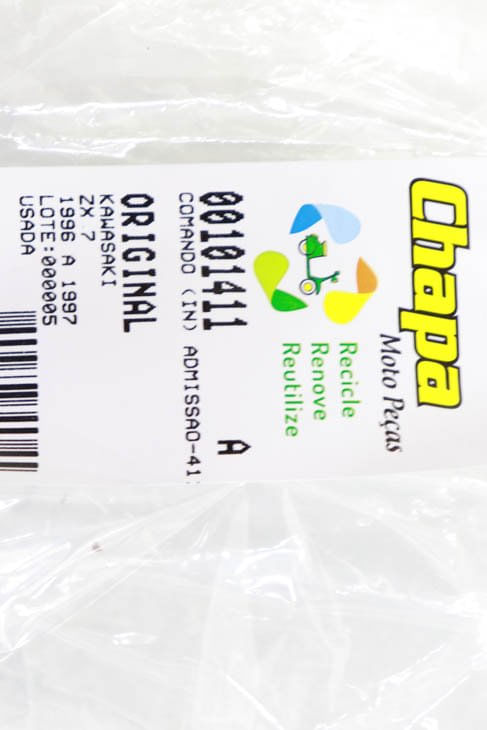 Chapa
Moto Peças
Recicle
Renove
Reutilize
00101411 A
COMANDO (IN) ADMISSAO-41:
ORIGINAL
KAWASAKI
ZX 7
1996 A 1997
LOTE:000005
USADA